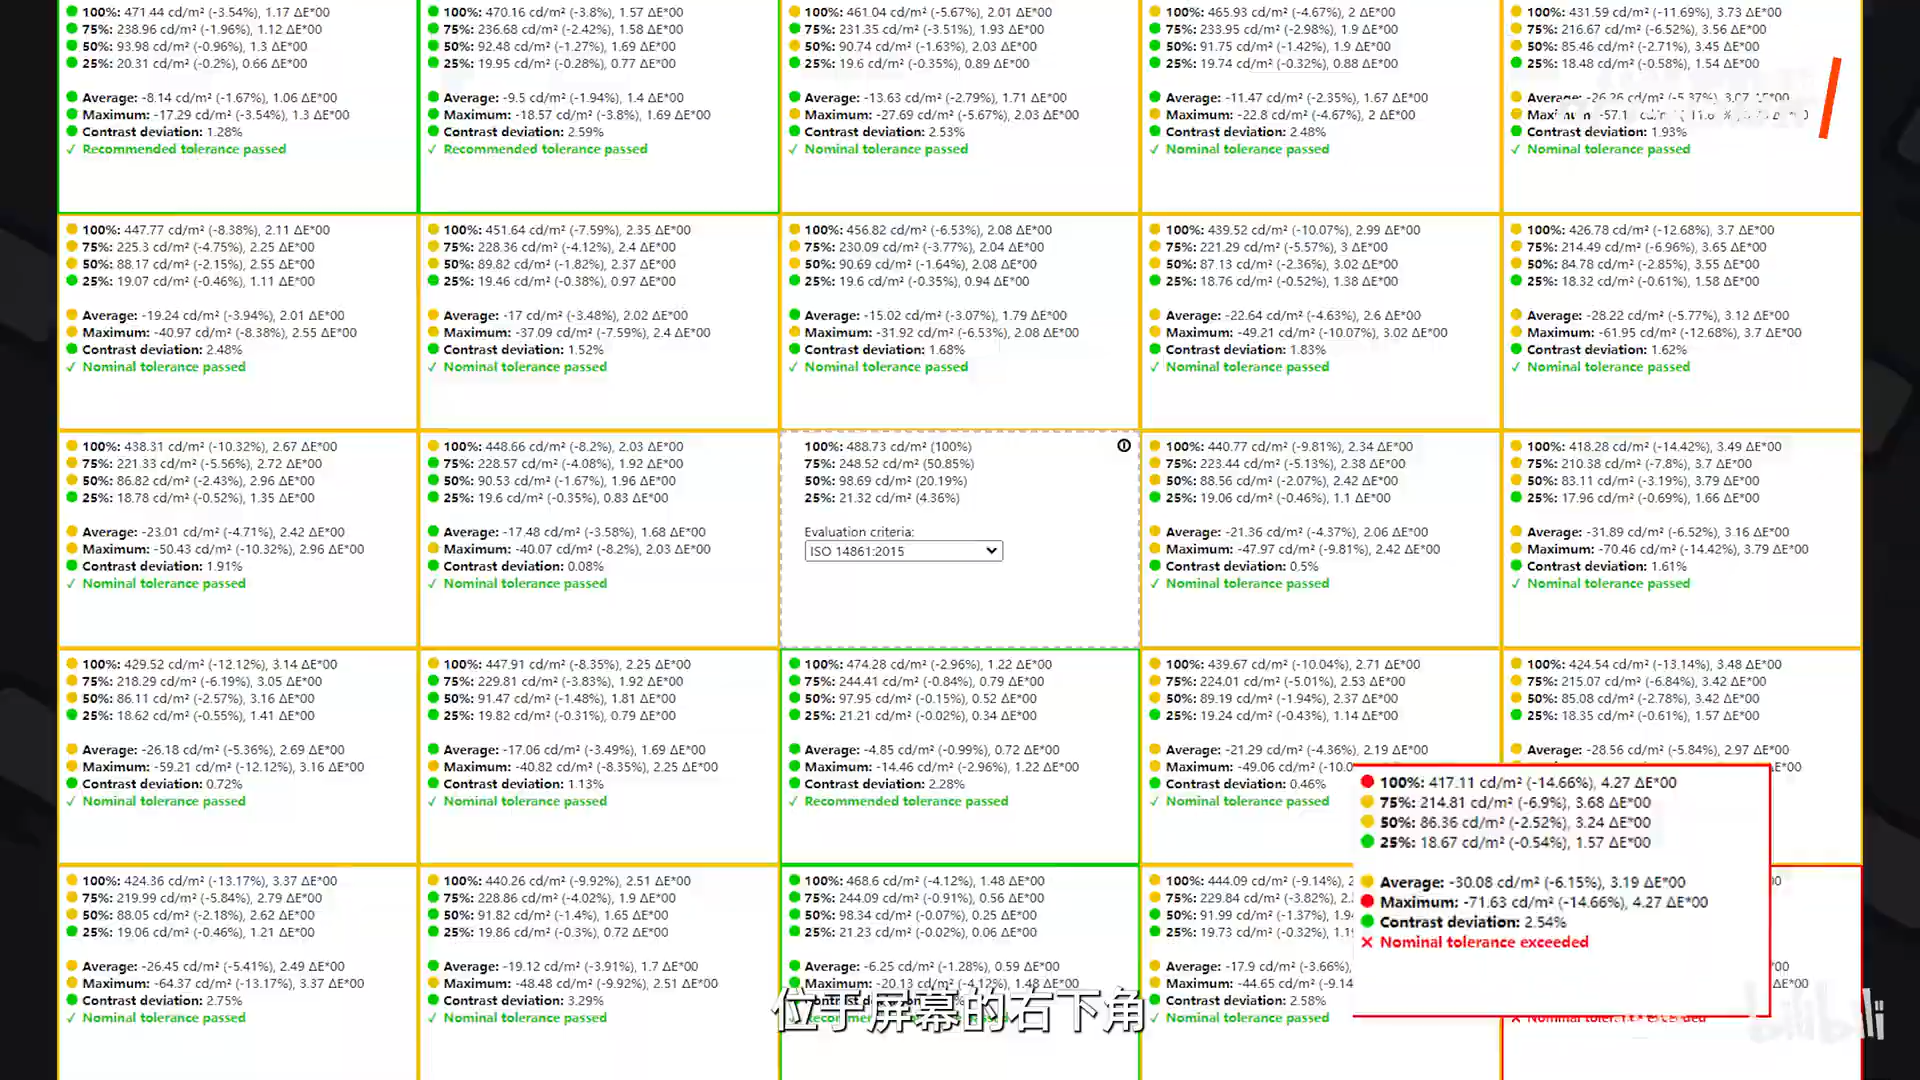 100%: 471.44 cd/m² (-3.54%), 1.17 ΔE*00
75%: 238.96 cd/m² (-1.96%), 1.12 ΔE*00
50%: 93.98 cd/m² (-0.96%), 1.3 ΔE*00
25%: 20.31 cd/m² (-0.2%), 0.66 ΔE*00
Average: -8.14 cd/m² (-1.67%), 1.06 ΔE*00
Maximum: -17.29 cd/m² (-3.54%), 1.3 ΔE*00
Contrast deviation: 1.28%
✓ Recommended tolerance passed
100%: 470.16 cd/m² (-3.8%), 1.57 ΔE*00
75%: 236.68 cd/m² (-2.42%), 1.58 ΔE*00
50%: 92.48 cd/m² (-1.27%), 1.69 ΔE*00
25%: 19.95 cd/m² (-0.28%), 0.77 ΔE*00
Average: -9.5 cd/m² (-1.94%), 1.4 ΔE*00
Maximum: -18.57 cd/m² (-3.8%), 1.69 ΔE*00
Contrast deviation: 2.59%
✓ Recommended tolerance passed
100%: 461.04 cd/m² (-5.67%), 2.01 ΔE*00
75%: 231.35 cd/m² (-3.51%), 1.93 ΔE*00
50%: 90.74 cd/m² (-1.63%), 2.03 ΔE*00
25%: 19.6 cd/m² (-0.35%), 0.89 ΔE*00
Average: -13.63 cd/m² (-2.79%), 1.71 ΔE*00
Maximum: -27.69 cd/m² (-5.67%), 2.03 ΔE*00
Contrast deviation: 2.53%
✓ Nominal tolerance passed
100%: 465.93 cd/m² (-4.67%), 2 ΔE*00
75%: 233.95 cd/m² (-2.98%), 1.9 ΔE*00
50%: 91.75 cd/m² (-1.42%), 1.9 ΔE*00
25%: 19.74 cd/m² (-0.32%), 0.88 ΔE*00
Average: -11.47 cd/m² (-2.35%), 1.67 ΔE*00
Maximum: -22.8 cd/m² (-4.67%), 2 ΔE*00
Contrast deviation: 2.48%
✓ Nominal tolerance passed
100%: 431.59 cd/m² (-11.69%), 3.73 ΔE*00
75%: 216.67 cd/m² (-6.52%), 3.56 ΔE*00
50%: 85.46 cd/m² (-2.71%), 3.45 ΔE*00
25%: 18.48 cd/m² (-0.58%), 1.54 ΔE*00
Average: -26.26 cd/m² (-5.37%), 3.07 ΔE*00
Maximum:
Contrast deviation: 1.93%
✓ Nominal tolerance passed
100%: 447.77 cd/m² (-8.38%), 2.11 ΔE*00
75%: 225.3 cd/m² (-4.75%), 2.25 ΔE*00
50%: 88.17 cd/m² (-2.15%), 2.55 ΔE*00
25%: 19.07 cd/m² (-0.46%), 1.11 ΔE*00
Average: -19.24 cd/m² (-3.94%), 2.01 ΔE*00
Maximum: -40.97 cd/m² (-8.38%), 2.55 ΔE*00
Contrast deviation: 2.48%
✓ Nominal tolerance passed
100%: 451.64 cd/m² (-7.59%), 2.35 ΔE*00
75%: 228.36 cd/m² (-4.12%), 2.4 ΔE*00
50%: 89.82 cd/m² (-1.82%), 2.37 ΔE*00
25%: 19.46 cd/m² (-0.38%), 0.97 ΔE*00
Average: -17 cd/m² (-3.48%), 2.02 ΔE*00
Maximum: -37.09 cd/m² (-7.59%), 2.4 ΔE*00
Contrast deviation: 1.52%
✓ Nominal tolerance passed
100%: 456.82 cd/m² (-6.53%), 2.08 ΔE*00
75%: 230.09 cd/m² (-3.77%), 2.04 ΔE*00
50%: 90.69 cd/m² (-1.64%), 2.08 ΔE*00
25%: 19.6 cd/m² (-0.35%), 0.94 ΔE*00
Average: -15.02 cd/m² (-3.07%), 1.79 ΔE*00
Maximum: -31.92 cd/m² (-6.53%), 2.08 ΔE*00
Contrast deviation: 1.68%
✓ Nominal tolerance passed
100%: 439.52 cd/m² (-10.07%), 2.99 ΔE*00
75%: 221.29 cd/m² (-5.57%), 3 ΔE*00
50%: 87.13 cd/m² (-2.36%), 3.02 ΔE*00
25%: 18.76 cd/m² (-0.52%), 1.38 ΔE*00
Average: -22.64 cd/m² (-4.63%), 2.6 ΔE*00
Maximum: -49.21 cd/m² (-10.07%), 3.02 ΔE*00
Contrast deviation: 1.83%
✓ Nominal tolerance passed
100%: 426.78 cd/m² (-12.68%), 3.7 ΔE*00
75%: 214.49 cd/m² (-6.96%), 3.65 ΔE*00
50%: 84.78 cd/m² (-2.85%), 3.55 ΔE*00
25%: 18.32 cd/m² (-0.61%), 1.58 ΔE*00
Average: -28.22 cd/m² (-5.77%), 3.12 ΔE*00
Maximum: -61.95 cd/m² (-12.68%), 3.7 ΔE*00
Contrast deviation: 1.62%
✓ Nominal tolerance passed
100%: 438.31 cd/m² (-10.32%), 2.67 ΔE*00
75%: 221.33 cd/m² (-5.56%), 2.72 ΔE*00
50%: 86.82 cd/m² (-2.43%), 2.96 ΔE*00
25%: 18.78 cd/m² (-0.52%), 1.35 ΔE*00
Average: -23.01 cd/m² (-4.71%), 2.42 ΔE*00
Maximum: -50.43 cd/m² (-10.32%), 2.96 ΔE*00
Contrast deviation: 1.91%
✓ Nominal tolerance passed
100%: 448.66 cd/m² (-8.2%), 2.03 ΔE*00
75%: 228.57 cd/m² (-4.08%), 1.92 ΔE*00
50%: 90.53 cd/m² (-1.67%), 1.96 ΔE*00
25%: 19.6 cd/m² (-0.35%), 0.83 ΔE*00
Average: -17.48 cd/m² (-3.58%), 1.68 ΔE*00
Maximum: -40.07 cd/m² (-8.2%), 2.03 ΔE*00
Contrast deviation: 0.08%
✓ Nominal tolerance passed
100%: 488.73 cd/m² (100%)
75%: 248.52 cd/m² (50.85%)
50%: 98.69 cd/m² (20.19%)
25%: 21.32 cd/m² (4.36%)
Evaluation criteria:
ISO 14861:2015
100%: 440.77 cd/m² (-9.81%), 2.34 ΔE*00
75%: 223.44 cd/m² (-5.13%), 2.38 ΔE*00
50%: 88.56 cd/m² (-2.07%), 2.42 ΔE*00
25%: 19.06 cd/m² (-0.46%), 1.1 ΔE*00
Average: -21.36 cd/m² (-4.37%), 2.06 ΔE*00
Maximum: -47.97 cd/m² (-9.81%), 2.42 ΔE*00
Contrast deviation: 0.5%
✓ Nominal tolerance passed
100%: 418.28 cd/m² (-14.42%), 3.49 ΔE*00
75%: 210.38 cd/m² (-7.8%), 3.7 ΔE*00
50%: 83.11 cd/m² (-3.19%), 3.79 ΔE*00
25%: 17.96 cd/m² (-0.69%), 1.66 ΔE*00
Average: -31.89 cd/m² (-6.52%), 3.16 ΔE*00
Maximum: -70.46 cd/m² (-14.42%), 3.79 ΔE*00
Contrast deviation: 1.61%
✓ Nominal tolerance passed
100%: 429.52 cd/m² (-12.12%), 3.14 ΔE*00
75%: 218.29 cd/m² (-6.19%), 3.05 ΔE*00
50%: 86.11 cd/m² (-2.57%), 3.16 ΔE*00
25%: 18.62 cd/m² (-0.55%), 1.41 ΔE*00
Average: -26.18 cd/m² (-5.36%), 2.69 ΔE*00
Maximum: -59.21 cd/m² (-12.12%), 3.16 ΔE*00
Contrast deviation: 0.72%
✓ Nominal tolerance passed
100%: 447.91 cd/m² (-8.35%), 2.25 ΔE*00
75%: 229.81 cd/m² (-3.83%), 1.92 ΔE*00
50%: 91.47 cd/m² (-1.48%), 1.81 ΔE*00
25%: 19.82 cd/m² (-0.31%), 0.79 ΔE*00
Average: -17.06 cd/m² (-3.49%), 1.69 ΔE*00
Maximum: -40.82 cd/m² (-8.35%), 2.25 ΔE*00
Contrast deviation: 1.13%
✓ Nominal tolerance passed
100%: 474.28 cd/m² (-2.96%), 1.22 ΔE*00
75%: 244.41 cd/m² (-0.84%), 0.79 ΔE*00
50%: 97.95 cd/m² (-0.15%), 0.52 ΔE*00
25%: 21.21 cd/m² (-0.02%), 0.34 ΔE*00
Average: -4.85 cd/m² (-0.99%), 0.72 ΔE*00
Maximum: -14.46 cd/m² (-2.96%), 1.22 ΔE*00
Contrast deviation: 2.28%
✓ Recommended tolerance passed
100%: 439.67 cd/m² (-10.04%), 2.71 ΔE*00
75%: 224.01 cd/m² (-5.01%), 2.53 ΔE*00
50%: 89.19 cd/m² (-1.94%), 2.37 ΔE*00
25%: 19.24 cd/m² (-0.43%), 1.14 ΔE*00
Average: -21.29 cd/m² (-4.36%), 2.19 ΔE*00
Maximum: -49.06 cd/m² (-10.0
Contrast deviation: 0.46%
✓ Nominal tolerance passed
100%: 424.54 cd/m² (-13.14%), 3.48 ΔE*00
75%: 215.07 cd/m² (-6.84%), 3.42 ΔE*00
50%: 85.08 cd/m² (-2.78%), 3.42 ΔE*00
25%: 18.35 cd/m² (-0.61%), 1.57 ΔE*00
Average: -28.56 cd/m² (-5.84%), 2.97 ΔE*00
100%: 417.11 cd/m² (-14.66%), 4.27 ΔE*00
75%: 214.81 cd/m² (-6.9%), 3.68 ΔE*00
50%: 86.36 cd/m² (-2.52%), 3.24 ΔE*00
25%: 18.67 cd/m² (-0.54%), 1.57 ΔE*00
Average: -30.08 cd/m² (-6.15%), 3.19 ΔE*00
Maximum: -71.63 cd/m² (-14.66%), 4.27 ΔE*00
Contrast deviation: 2.54%
✕ Nominal tolerance exceeded
100%: 424.36 cd/m² (-13.17%), 3.37 ΔE*00
75%: 219.99 cd/m² (-5.84%), 2.79 ΔE*00
50%: 88.05 cd/m² (-2.18%), 2.62 ΔE*00
25%: 19.06 cd/m² (-0.46%), 1.21 ΔE*00
Average: -26.45 cd/m² (-5.41%), 2.49 ΔE*00
Maximum: -64.37 cd/m² (-13.17%), 3.37 ΔE*00
Contrast deviation: 2.75%
✓ Nominal tolerance passed
100%: 440.26 cd/m² (-9.92%), 2.51 ΔE*00
75%: 228.86 cd/m² (-4.02%), 1.9 ΔE*00
50%: 91.82 cd/m² (-1.4%), 1.65 ΔE*00
25%: 19.86 cd/m² (-0.3%), 0.72 ΔE*00
Average: -19.12 cd/m² (-3.91%), 1.7 ΔE*00
Maximum: -48.48 cd/m² (-9.92%), 2.51 ΔE*00
Contrast deviation: 3.29%
✓ Nominal tolerance passed
100%: 468.6 cd/m² (-4.12%), 1.48 ΔE*00
75%: 244.09 cd/m² (-0.91%), 0.56 ΔE*00
50%: 98.34 cd/m² (-0.07%), 0.25 ΔE*00
25%: 21.23 cd/m² (-0.02%), 0.06 ΔE*00
Average: -6.25 cd/m² (-1.28%), 0.59 ΔE*00
Maximum: -20.13 cd/m² (-4.12%), 1.48 ΔE*00
100%: 444.09 cd/m² (-9.14%),
75%: 229.84 cd/m² (-3.82%),
50%: 91.99 cd/m² (-1.37%),
25%: 19.73 cd/m² (-0.32%),
Average: -17.9 cd/m² (-3.66%),
Maximum: -44.65 cd/m² (-9.14
Contrast deviation: 2.58%
✓ Nominal tolerance passed
✕ Nominal tolerance exceeded
位于屏幕的右下角
bilibili